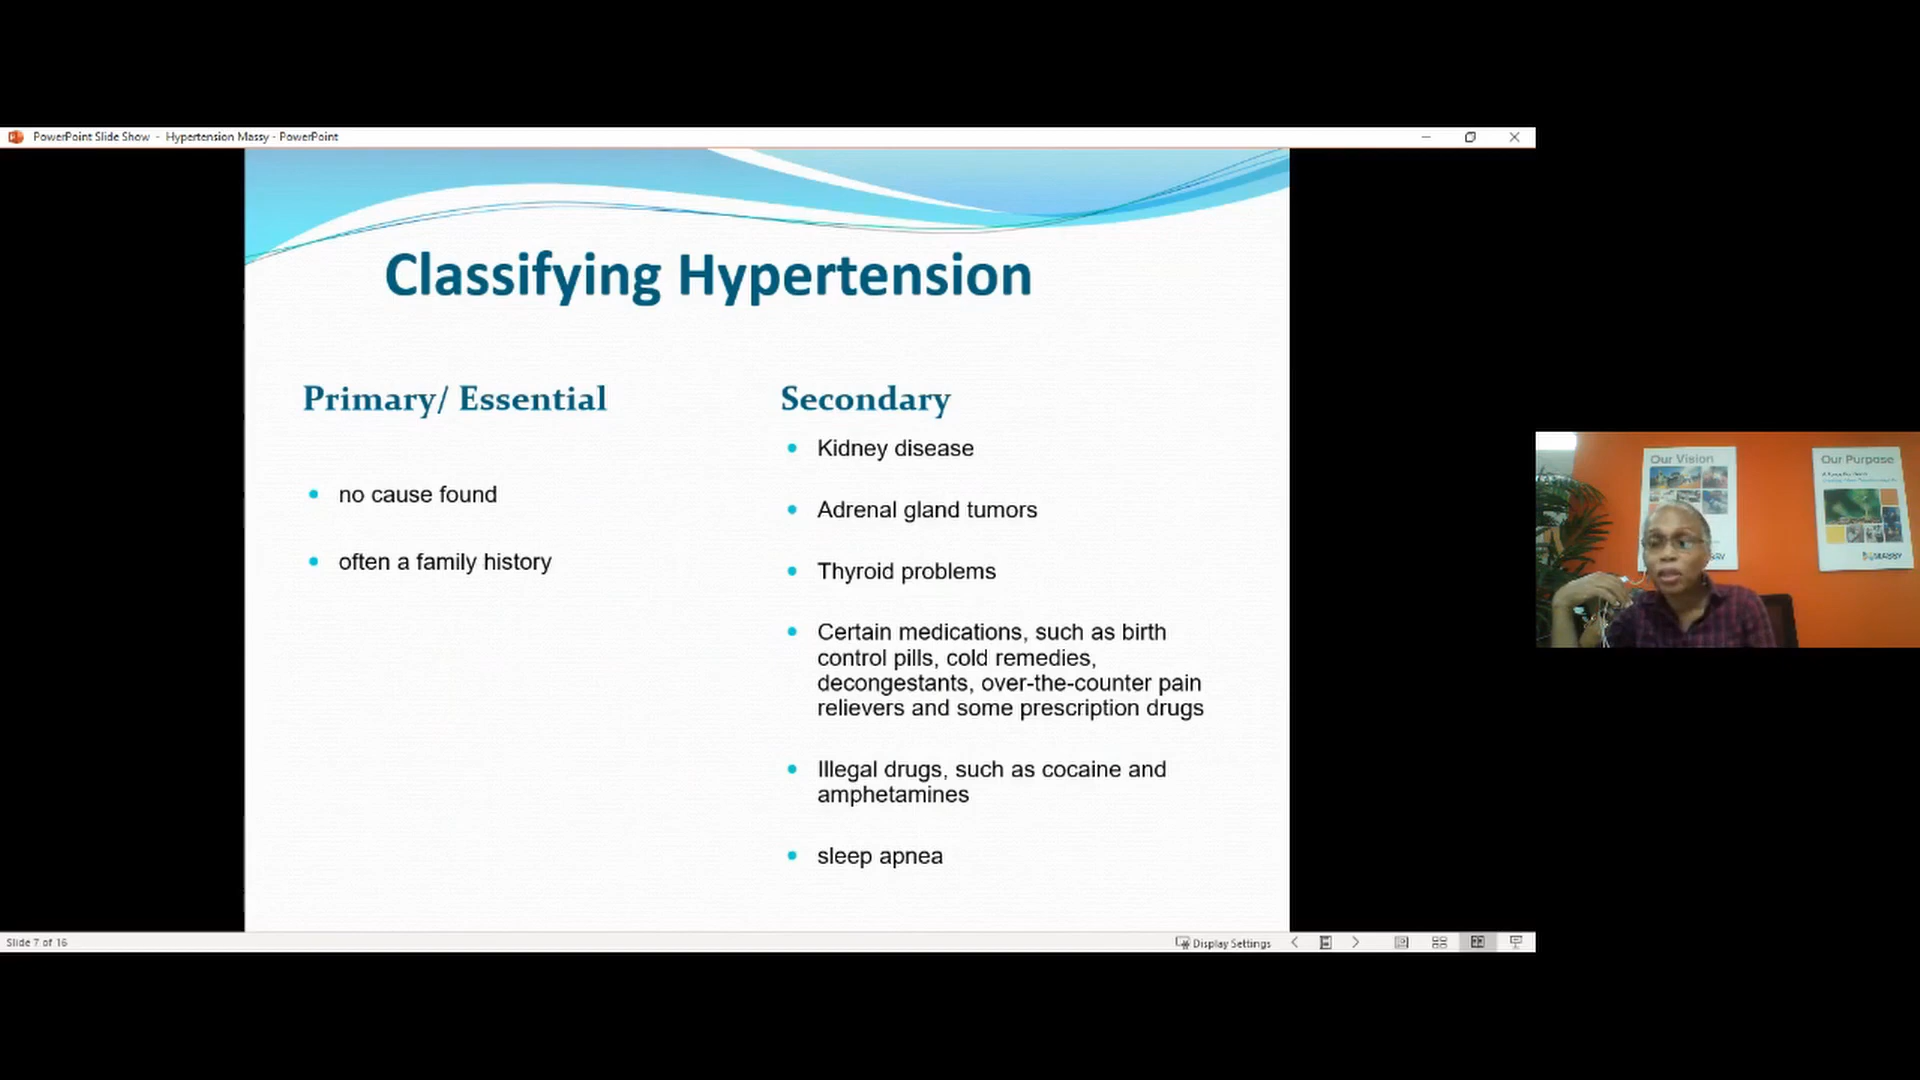 PowerPoint Slide Show - Hypertension Massy - PowerPoint
Classifying Hypertension
Primary/ Essential
no cause found
often a family history
Secondary
Kidney disease
Adrenal gland tumors
Thyroid problems
Certain medications, such as birth
control pills, cold remedies,
decongestants, over-the-counter pain
relievers and some prescription drugs
Illegal drugs, such as cocaine and
amphetamines
sleep apnea
Our Vision
Our Purpose
MASSY
Slide 7 of 16
Display Settings